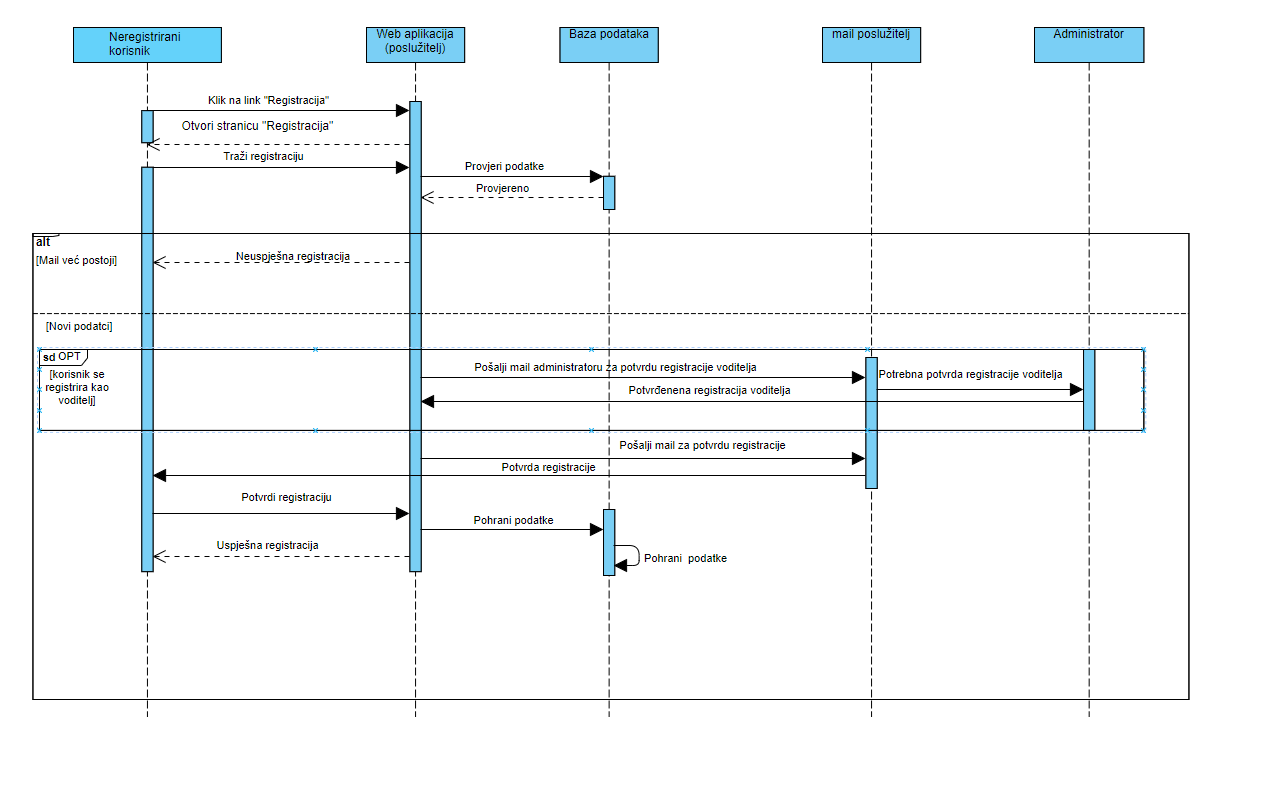 Neregistrirani
korisnik
Web aplikacija
(poslužitelj)
Baza podataka
mail poslužitelj
Administrator
Klik na link "Registracija"
Otvori stranicu "Registracija"
Traži registraciju
Provjeri podatke
Provjereno
alt
[Mail već postoji]
Neuspješna registracija
[Novi podatci]
sd OPT
[korisnik se
registrira kao
voditelj]
Pošalji mail administratoru za potvrdu registracije voditelja
Potrebna potvrda registracije voditelja
Potvrđenena registracija voditelja
Pošalji mail za potvrdu registracije
Potvrda registracije
Potvrdi registraciju
Pohrani podatke
Uspješna registracija
Pohrani  podatke